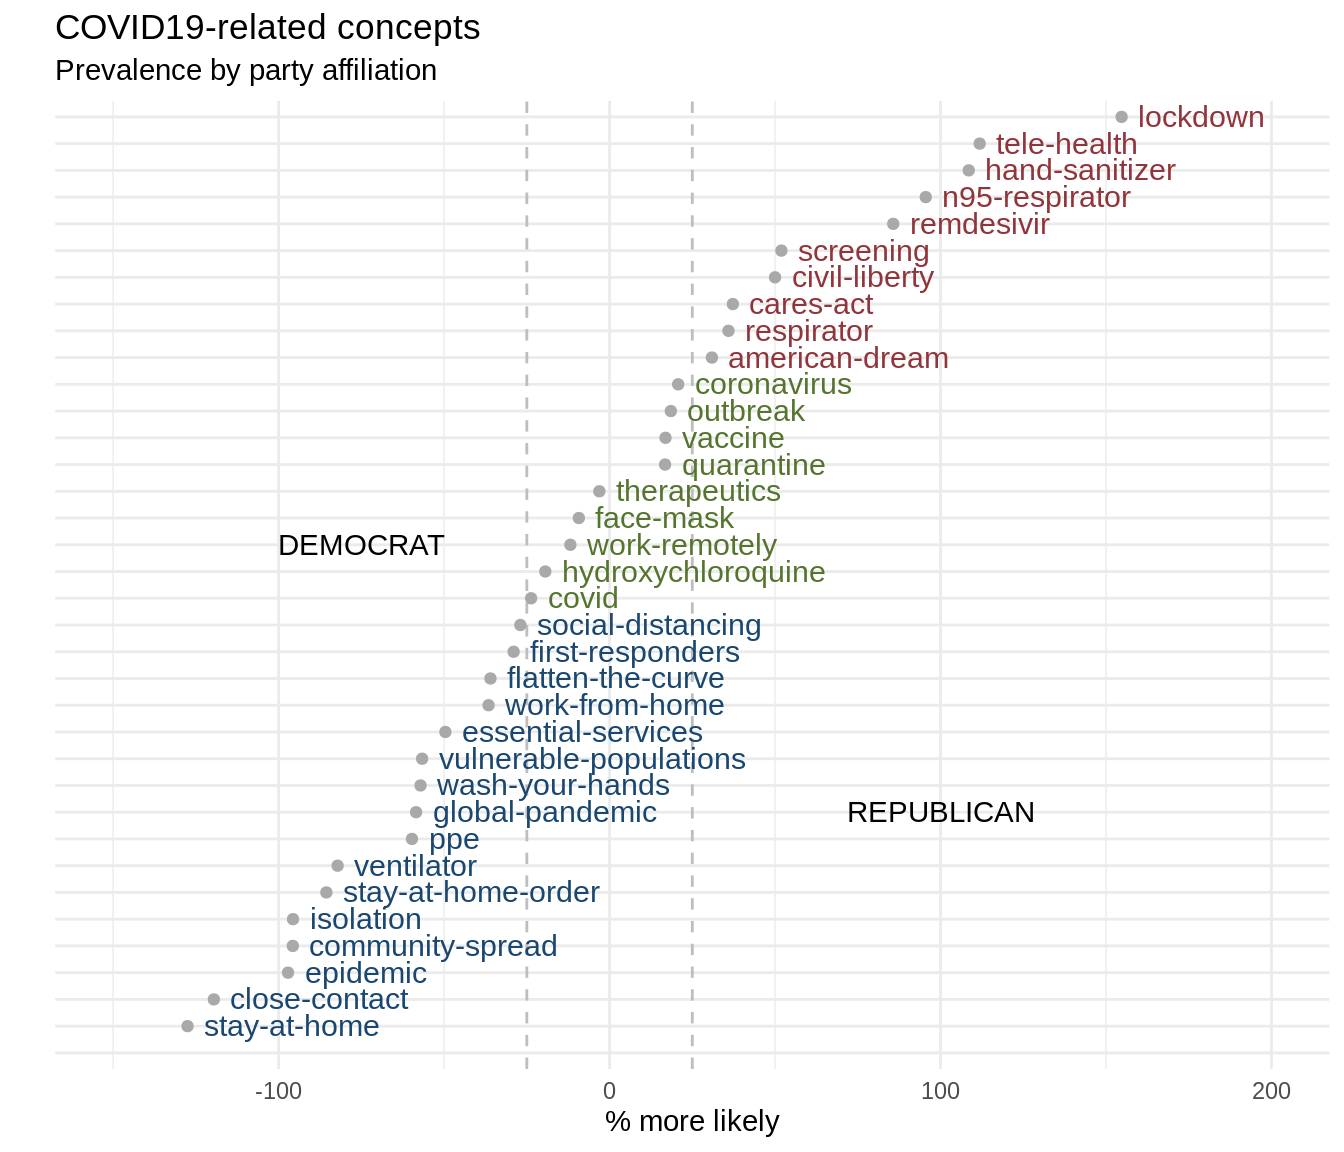 COVID19-related concepts
Prevalence by party affiliation
lockdown
tele-health
hand-sanitizer
n95-respirator
remdesivir
screening
civil-liberty
cares-act
respirator
american-dream
coronavirus
outbreak
vaccine
quarantine
therapeutics
face-mask
DEMOCRAT work-remotely
hydroxychloroquine
covid
social-distancing
first-responders
flatten-the-curve
work-from-home
essential-services
vulnerable-populations
wash-your-hands
global-pandemic REPUBLICAN
ppe
ventilator
stay-at-home-order
isolation
community-spread
epidemic
close-contact
stay-at-home
-100 0 100 200
% more likely